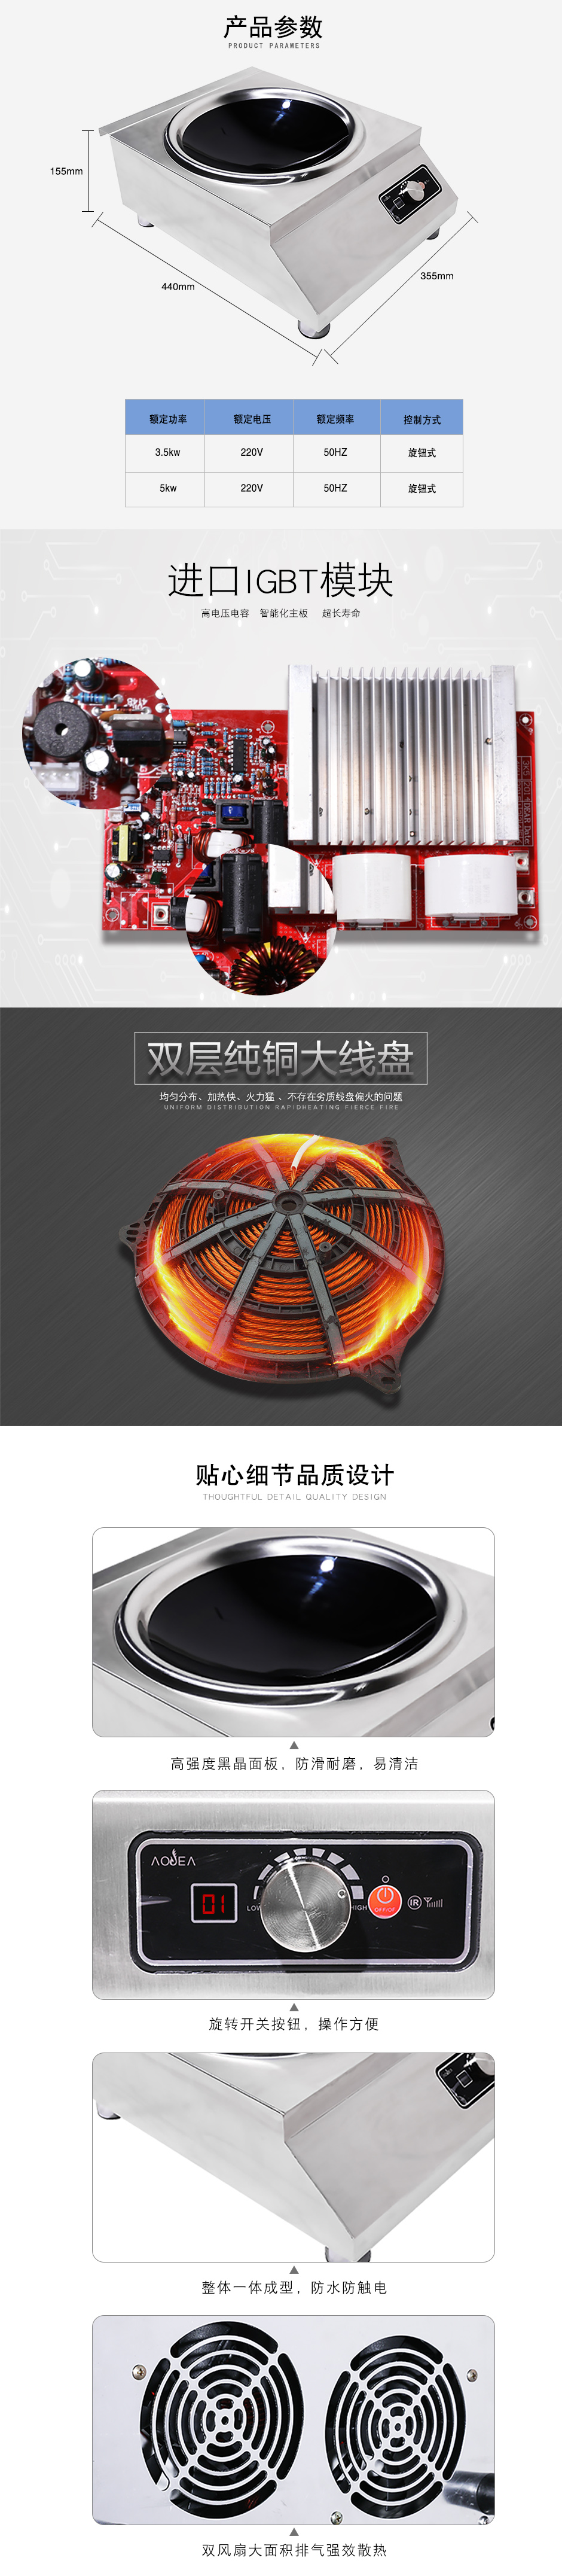 产品参数
PRODUCT PARAMETERS
155mm
440mm
355mm
额定功率 额定电压 额定频率 控制方式
3.5kw 220V 50HZ 旋钮式
5kw 220V 50HZ 旋钮式
进口IGBT模块
高电压电容 智能化主板 超长寿命
双层纯铜大线盘
均匀分布、加热快、火力猛 、不存在劣质线盘偏火的问题
UNIFORM DISTRIBUTION RAPIDHEATING FIERCE FIRE
贴心细节品质设计
THOUGHTFUL DETAIL QUALITY DESIGN
高强度黑晶面板，防滑耐磨，易清洁
AOJEA
01
LOW
HIGH
OFF/OF
IR
旋转开关按钮，操作方便
整体一体成型，防水防触电
双风扇大面积排气强效散热